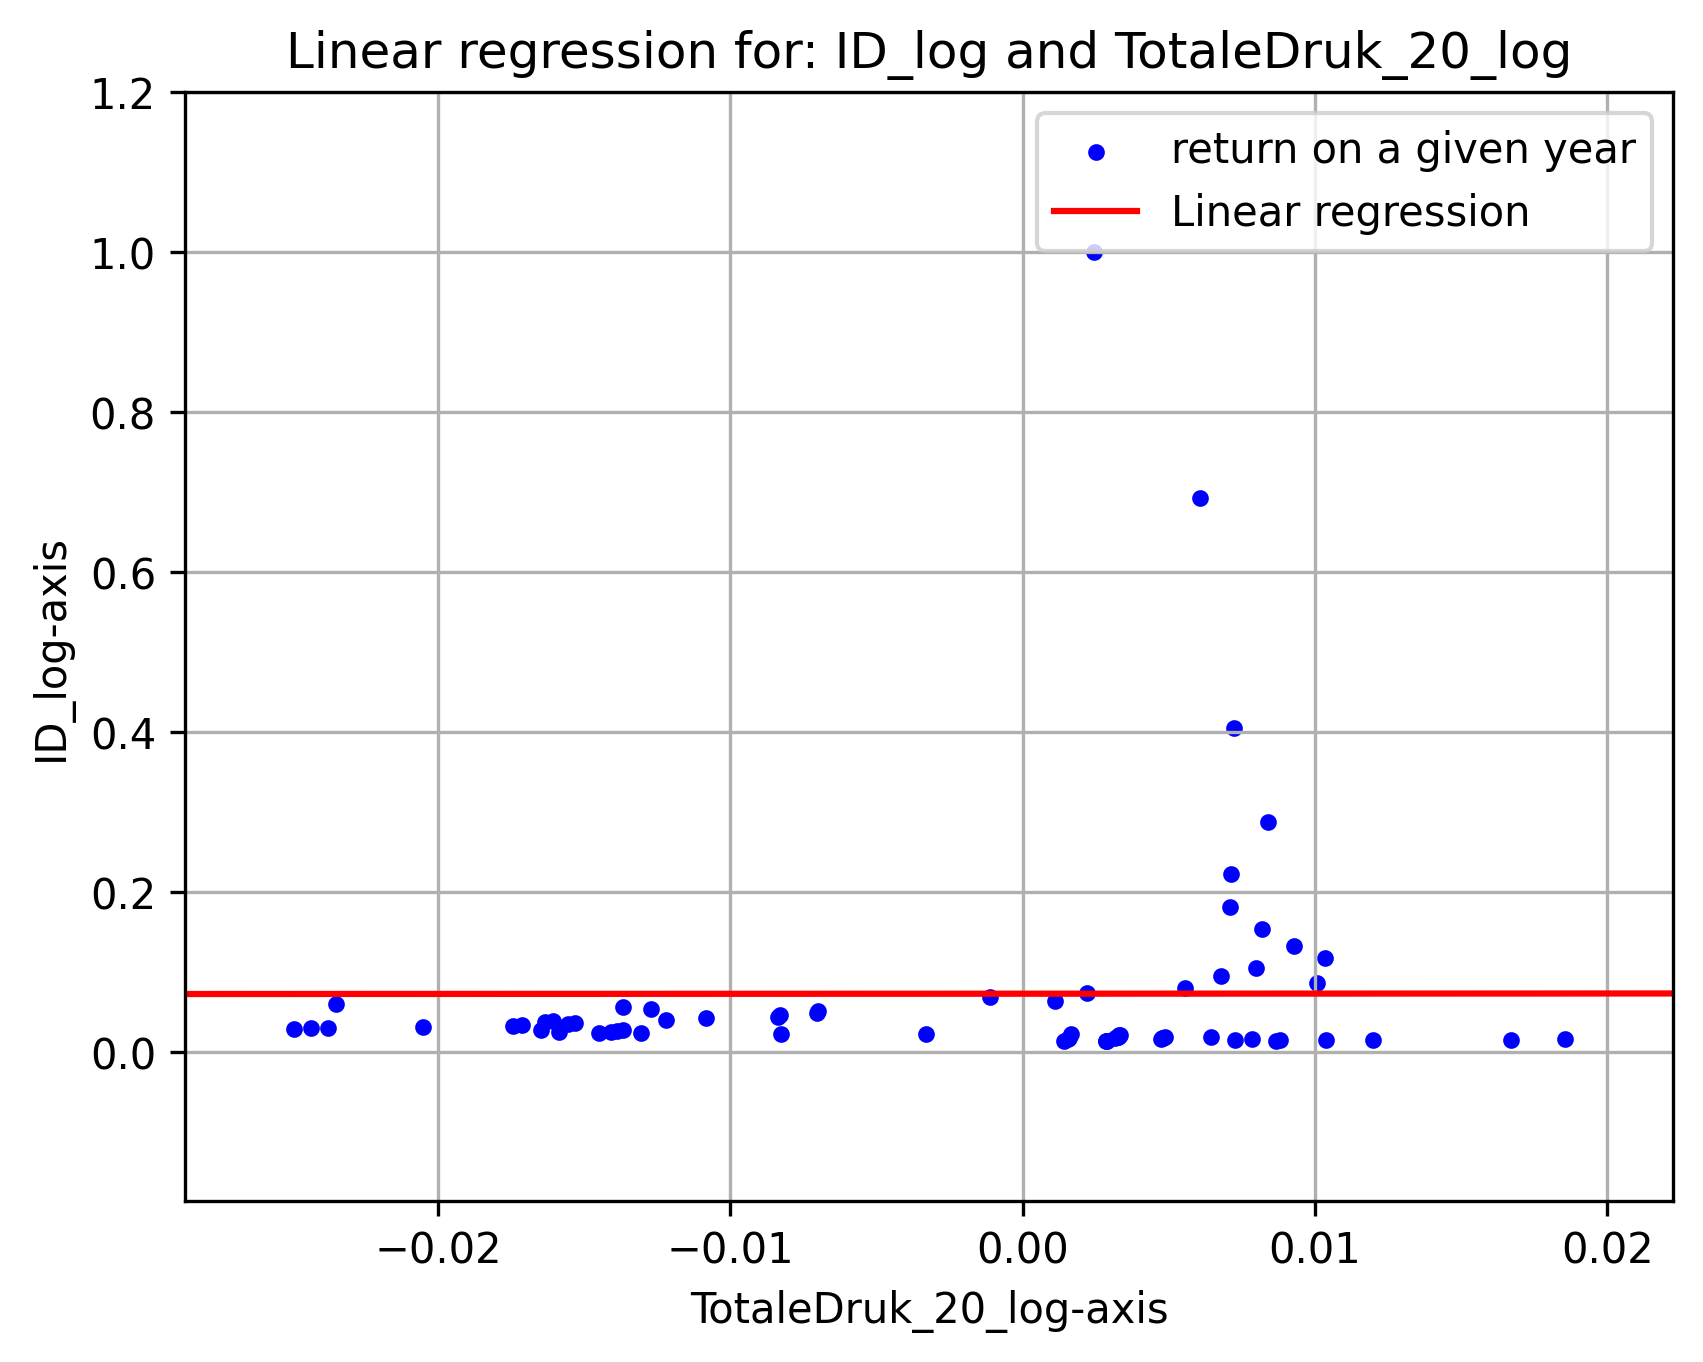 Linear regression for: ID_log and TotaleDruk_20_log
1.2
1.0
0.8
0.6
0.4
0.2
0.0
ID_log-axis
return on a given year
Linear regression
−0.02
−0.01
0.00
0.01
0.02
TotaleDruk_20_log-axis